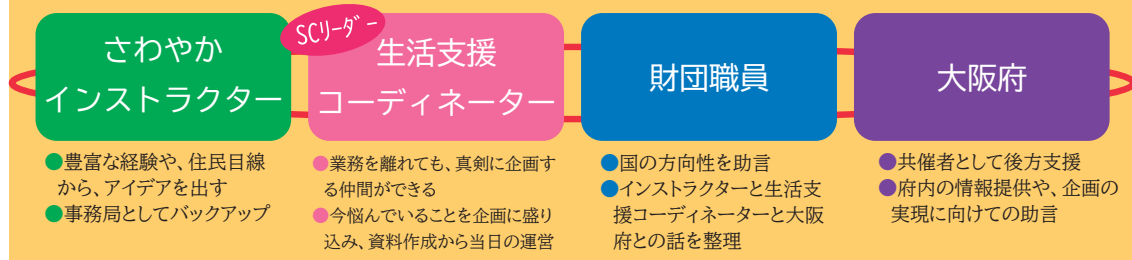 さわやか
インストラクター
●豊富な経験や、住民目線
から、アイデアを出す
●事務局としてバックアップ
SCリーダー
生活支援
コーディネーター
●業務を離れても、真剣に企画す
る仲間ができる
●今悩んでいることを企画に盛り
込み、資料作成から当日の運営
財団職員
●国の方向性を助言
●インストラクターと生活支
援コーディネーターと大阪
府との話を整理
大阪府
●共催者として後方支援
●府内の情報提供や、企画の
実現に向けての助言